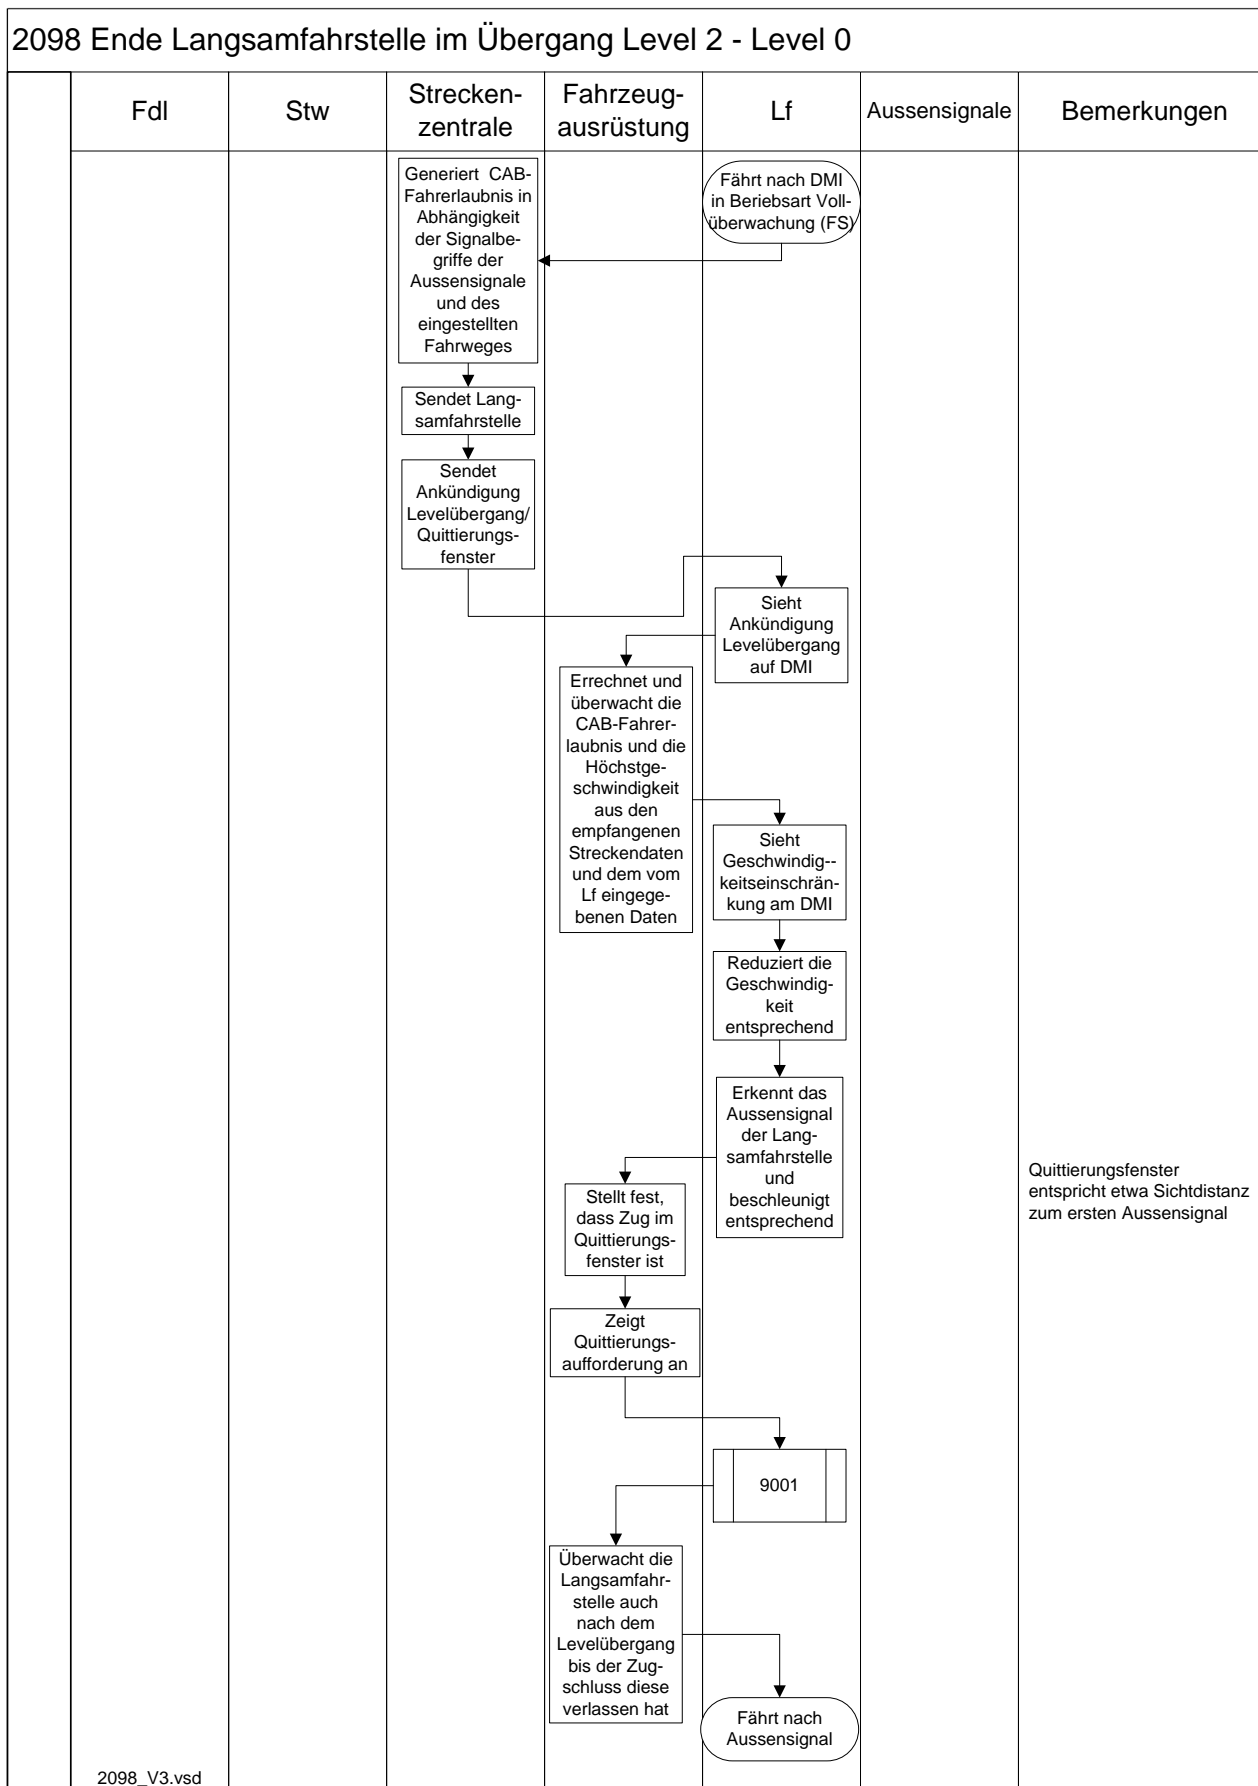 2098 Ende Langsamfahrstelle im Übergang Level 2 - Level 0
Fdl
Stw
Strecken-
zentrale
Fahrzeug-
ausrüstung
Lf
Aussensignale
Bemerkungen
Fährt nach DMI
in Beriebsart Voll-
überwachung (FS)
Generiert CAB-
Fahrerlaubnis in
Abhängigkeit
der Signalbe-
griffe der
Aussensignale
und des
eingestellten
Fahrweges
Sendet Lang-
samfahrstelle
Sendet
Ankündigung
Levelübergang/
Quittierungs-
fenster
Sieht
Ankündigung
Levelübergang
auf DMI
Errechnet und
überwacht die
CAB-Fahrer-
laubnis und die
Höchstge-
schwindigkeit
aus den
empfangenen
Streckendaten
und dem vom
Lf eingege-
benen Daten
Sieht
Geschwindig--
keitseinschrän-
kung am DMI
Reduziert die
Geschwindig-
keit
entsprechend
Erkennt das
Aussensignal
der Lang-
samfahrstelle
und
beschleunigt
entsprechend
Quittierungsfenster
entspricht etwa Sichtdistanz
zum ersten Aussensignal
Stellt fest,
dass Zug im
Quittierungs-
fenster ist
Zeigt
Quittierungs-
aufforderung an
9001
Überwacht die
Langsamfahr-
stelle auch
nach dem
Levelübergang
bis der Zug-
schluss diese
verlassen hat
Fährt nach
Aussensignal
2098_V3.vsd